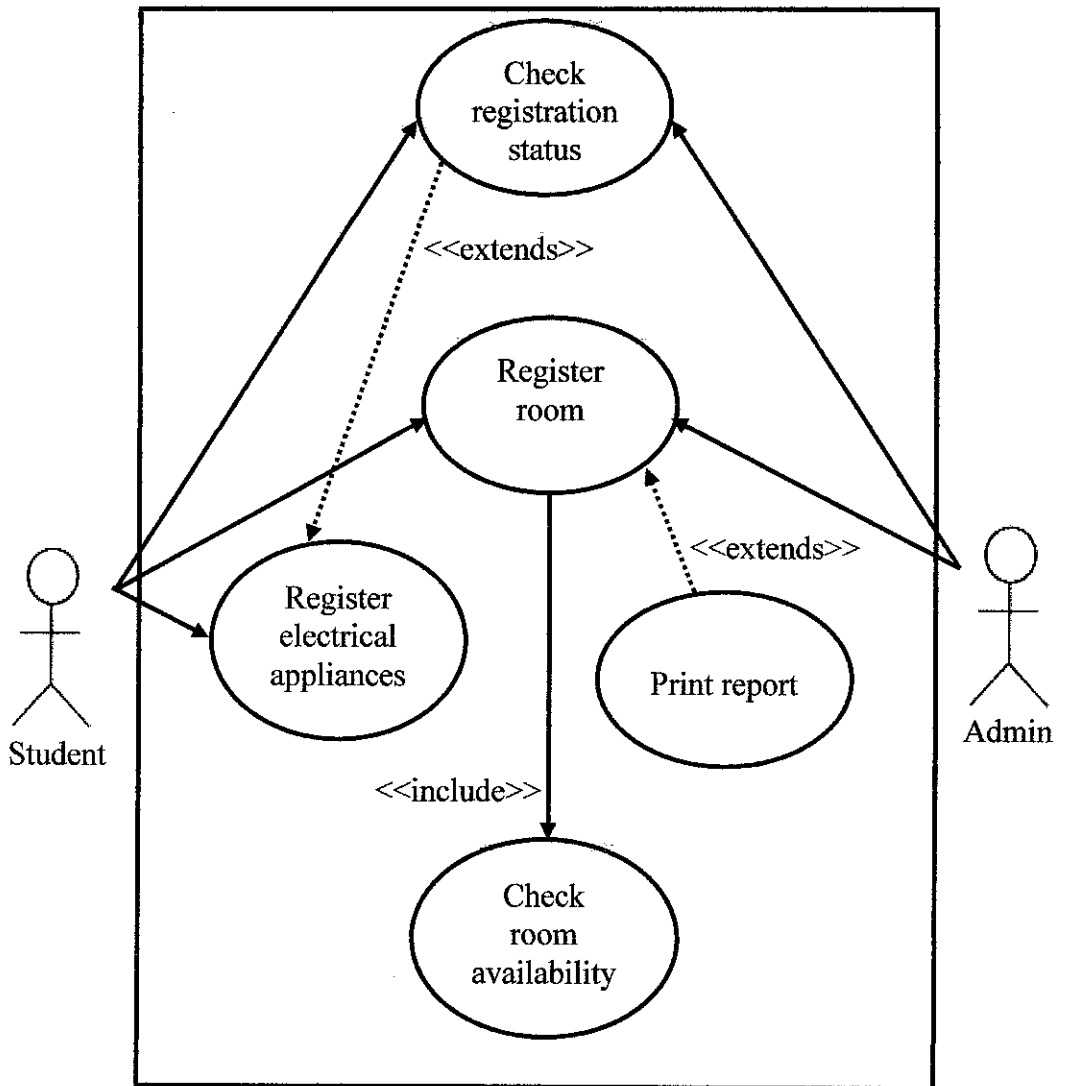 Check
registration
status
<<extends>>
Register
room
<<extends>>
Register
electrical
appliances
Print report
Student
Admin
<<include>>
Check
room
availability